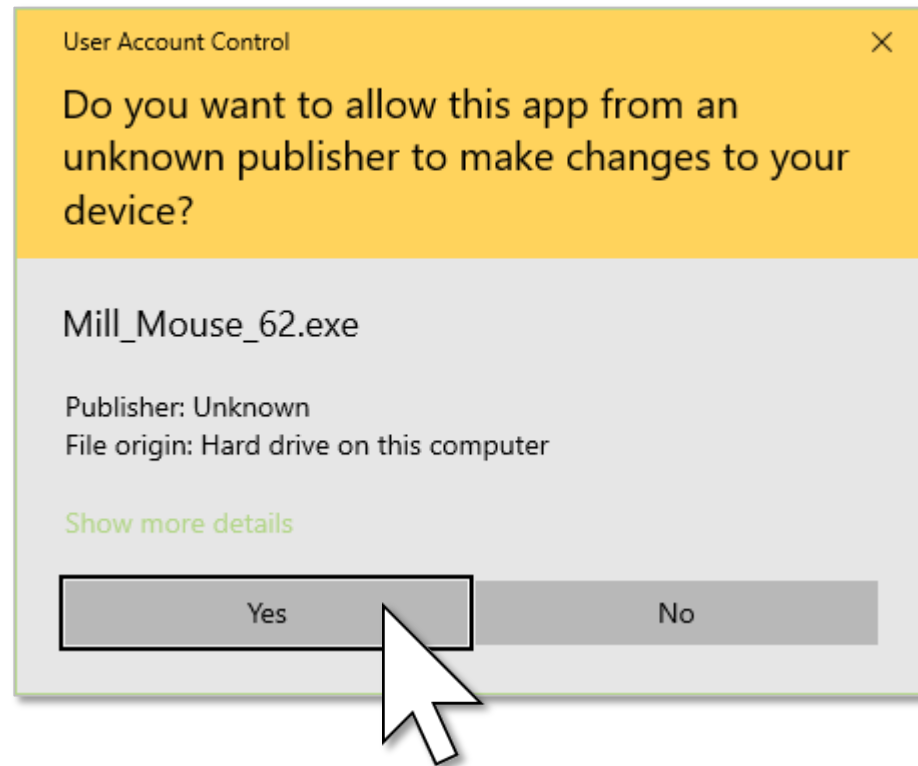 User Account Control
Do you want to allow this app from an
unknown publisher to make changes to your
device?
Mill_Mouse_62.exe
Publisher: Unknown
File origin: Hard drive on this computer
Show more details
Yes
No